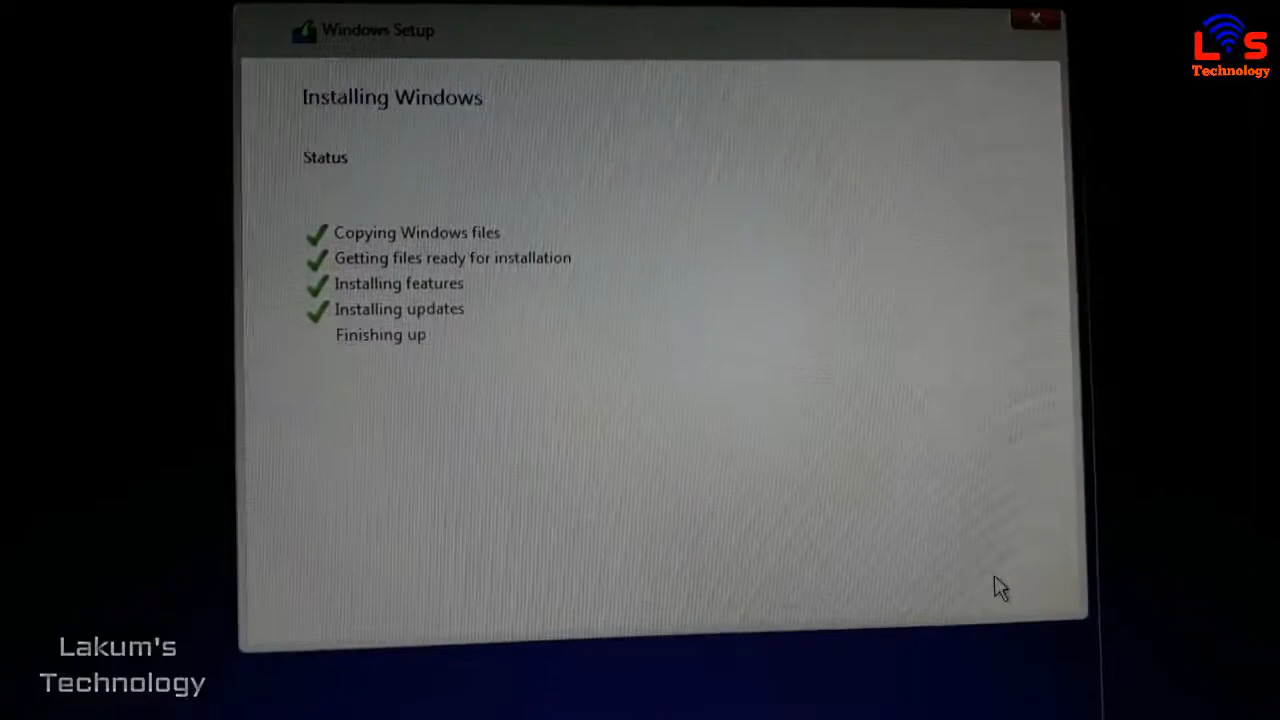 Windows Setup
LS
Technology
Installing Windows
Status
Copying Windows files
Getting files ready for installation
Installing features
Installing updates
Finishing up
Lakum's
Technology